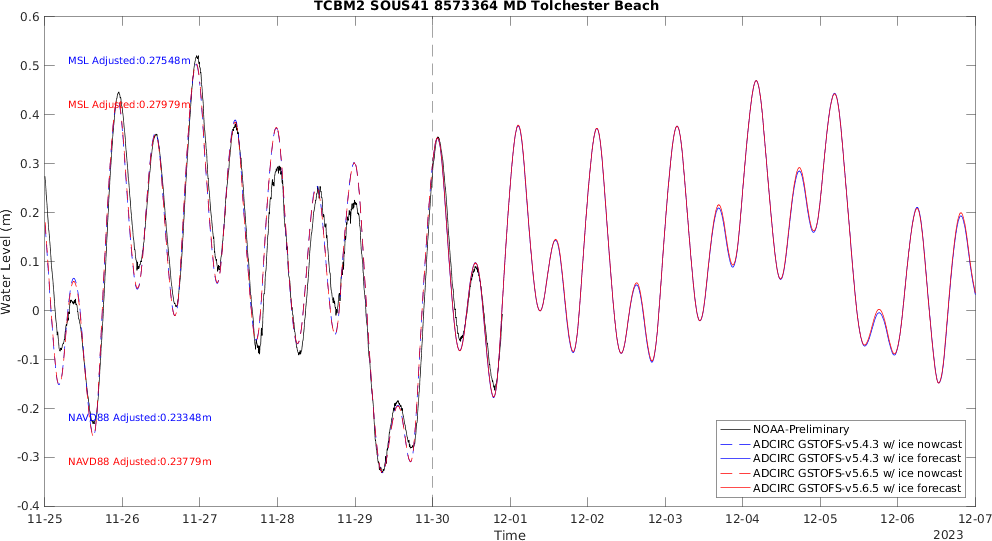 TCBM2 SOUS41 8573364 MD Tolchester Beach
0.6
0.5
0.4
0.3
0.2
0.1
0
-0.1
-0.2
-0.3
-0.4
Water Level (m)
MSL Adjusted:0.27548m
MSL Adjusted:0.27979m
NAVD88 Adjusted:0.23348m
NAVD88 Adjusted:0.23779m
NOAA-Preliminary
ADCIRC GSTOFS-v5.4.3 w/ ice nowcast
ADCIRC GSTOFS-v5.4.3 w/ ice forecast
ADCIRC GSTOFS-v5.6.5 w/ ice nowcast
ADCIRC GSTOFS-v5.6.5 w/ ice forecast
11-25 11-26 11-27 11-28 11-29 11-30 12-01 12-02 12-03 12-04 12-05 12-06 12-07
Time
2023